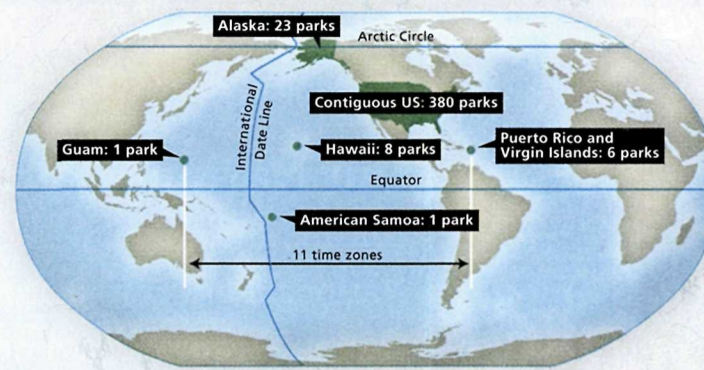 Alaska: 23 parks
Arctic Circle
Contiguous US: 380 parks
International
Date Line
Guam: 1 park
Hawaii: 8 parks
Puerto Rico and
Virgin Islands: 6 parks
Equator
American Samoa: 1 park
11 time zones